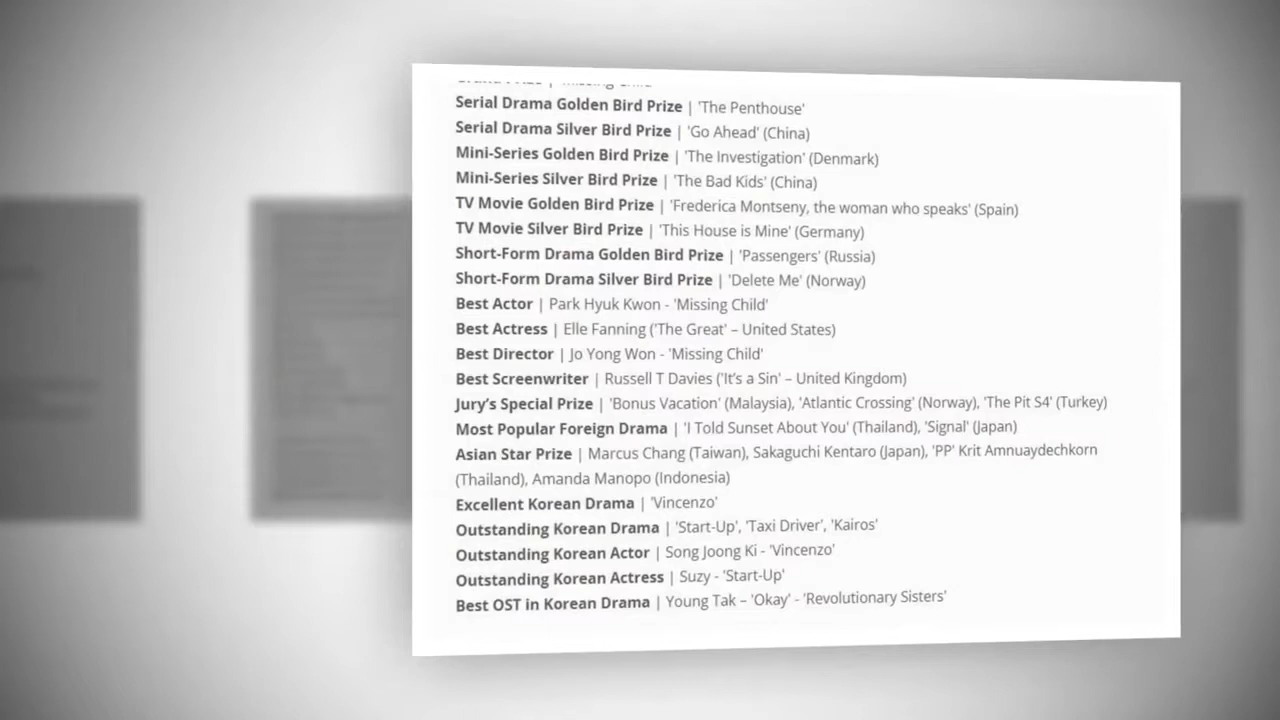 Serial Drama Golden Bird Prize | 'The Penthouse'
Serial Drama Silver Bird Prize | 'Go Ahead' (China)
Mini-Series Golden Bird Prize | 'The Investigation' (Denmark)
Mini-Series Silver Bird Prize | 'The Bad Kids' (China)
TV Movie Golden Bird Prize | 'Frederica Montseny, the woman who speaks' (Spain)
TV Movie Silver Bird Prize | 'This House is Mine' (Germany)
Short-Form Drama Golden Bird Prize | 'Passengers' (Russia)
Short-Form Drama Silver Bird Prize | 'Delete Me' (Norway)
Best Actor | Park Hyuk Kwon - 'Missing Child'
Best Actress | Elle Fanning ('The Great' – United States)
Best Director | Jo Yong Won - 'Missing Child'
Best Screenwriter | Russell T Davies ('It's a Sin' – United Kingdom)
Jury's Special Prize | 'Bonus Vacation' (Malaysia), 'Atlantic Crossing' (Norway), 'The Pit S4' (Turkey)
Most Popular Foreign Drama | 'I Told Sunset About You' (Thailand), 'Signal' (Japan)
Asian Star Prize | Marcus Chang (Taiwan), Sakaguchi Kentaro (Japan), 'PP' Krit Amnuaydechkorn
(Thailand), Amanda Manopo (Indonesia)
Excellent Korean Drama | 'Vincenzo'
Outstanding Korean Drama | 'Start-Up', 'Taxi Driver', 'Kairos'
Outstanding Korean Actor | Song Joong Ki - 'Vincenzo'
Outstanding Korean Actress | Suzy - 'Start-Up'
Best OST in Korean Drama | Young Tak – 'Okay' - 'Revolutionary Sisters'